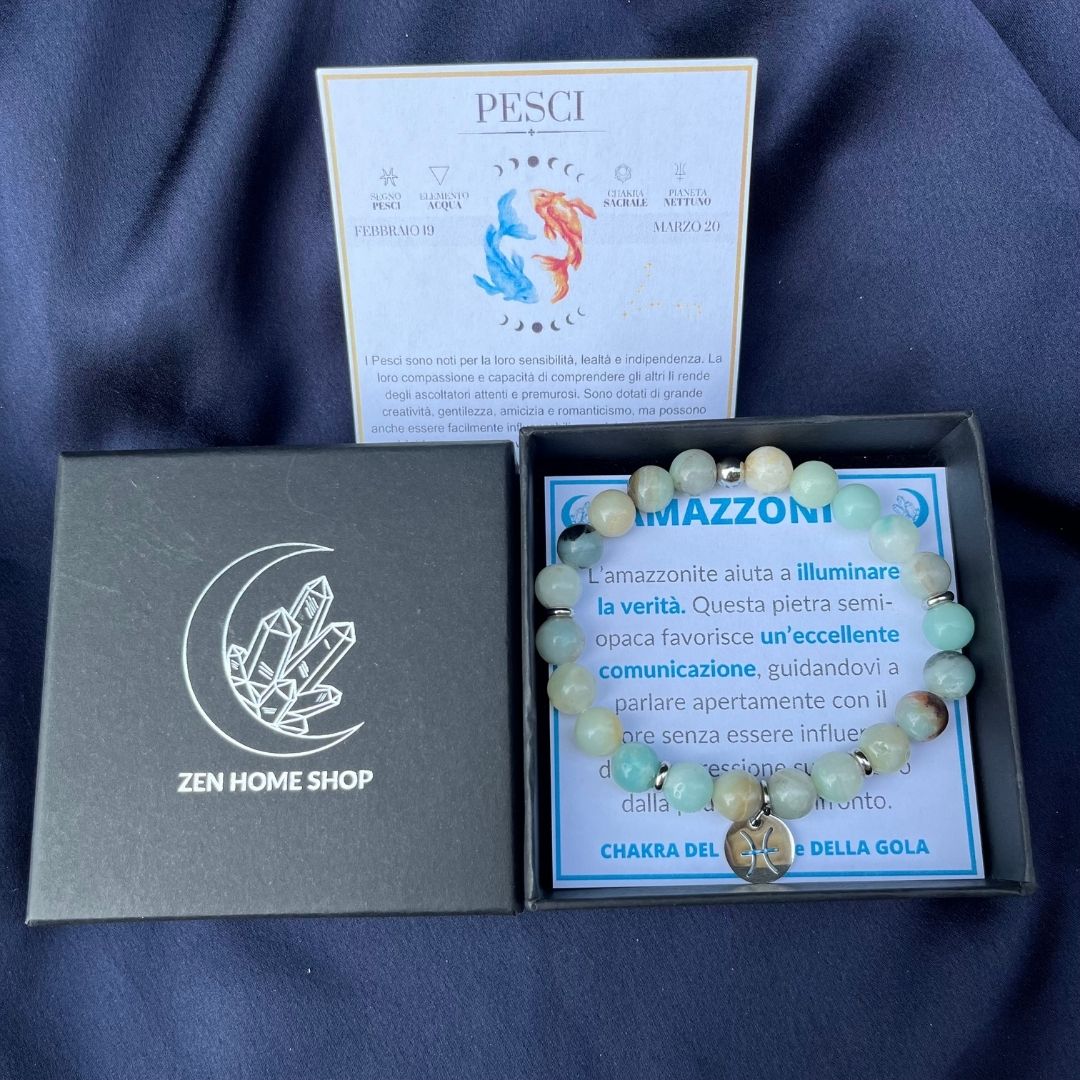 PESCI
SEGNO
PESCI
ELEMENTO
ACQUA
CHAKRA
SACRALE
PIANETA
NETTUNO
FEBBRAIO 19
MARZO 20
I Pesci sono noti per la loro sensibilità, lealtà e indipendenza. La
loro compassione e capacità di comprendere gli altri li rende
degli ascoltatori attenti e premurosi. Sono dotati di grande
creatività, gentilezza, amicizia e romanticismo, ma possono
anche essere facilmente
ZEN HOME SHOP
AMAZZONI
L'amazzonite aiuta a illuminare
la verità. Questa pietra semi-
opaca favorisce un'eccellente
comunicazione, guidandovi a
parlare apertamente con il
ore senza essere influen
dalla
CHAKRA DEL e DELLA GOLA